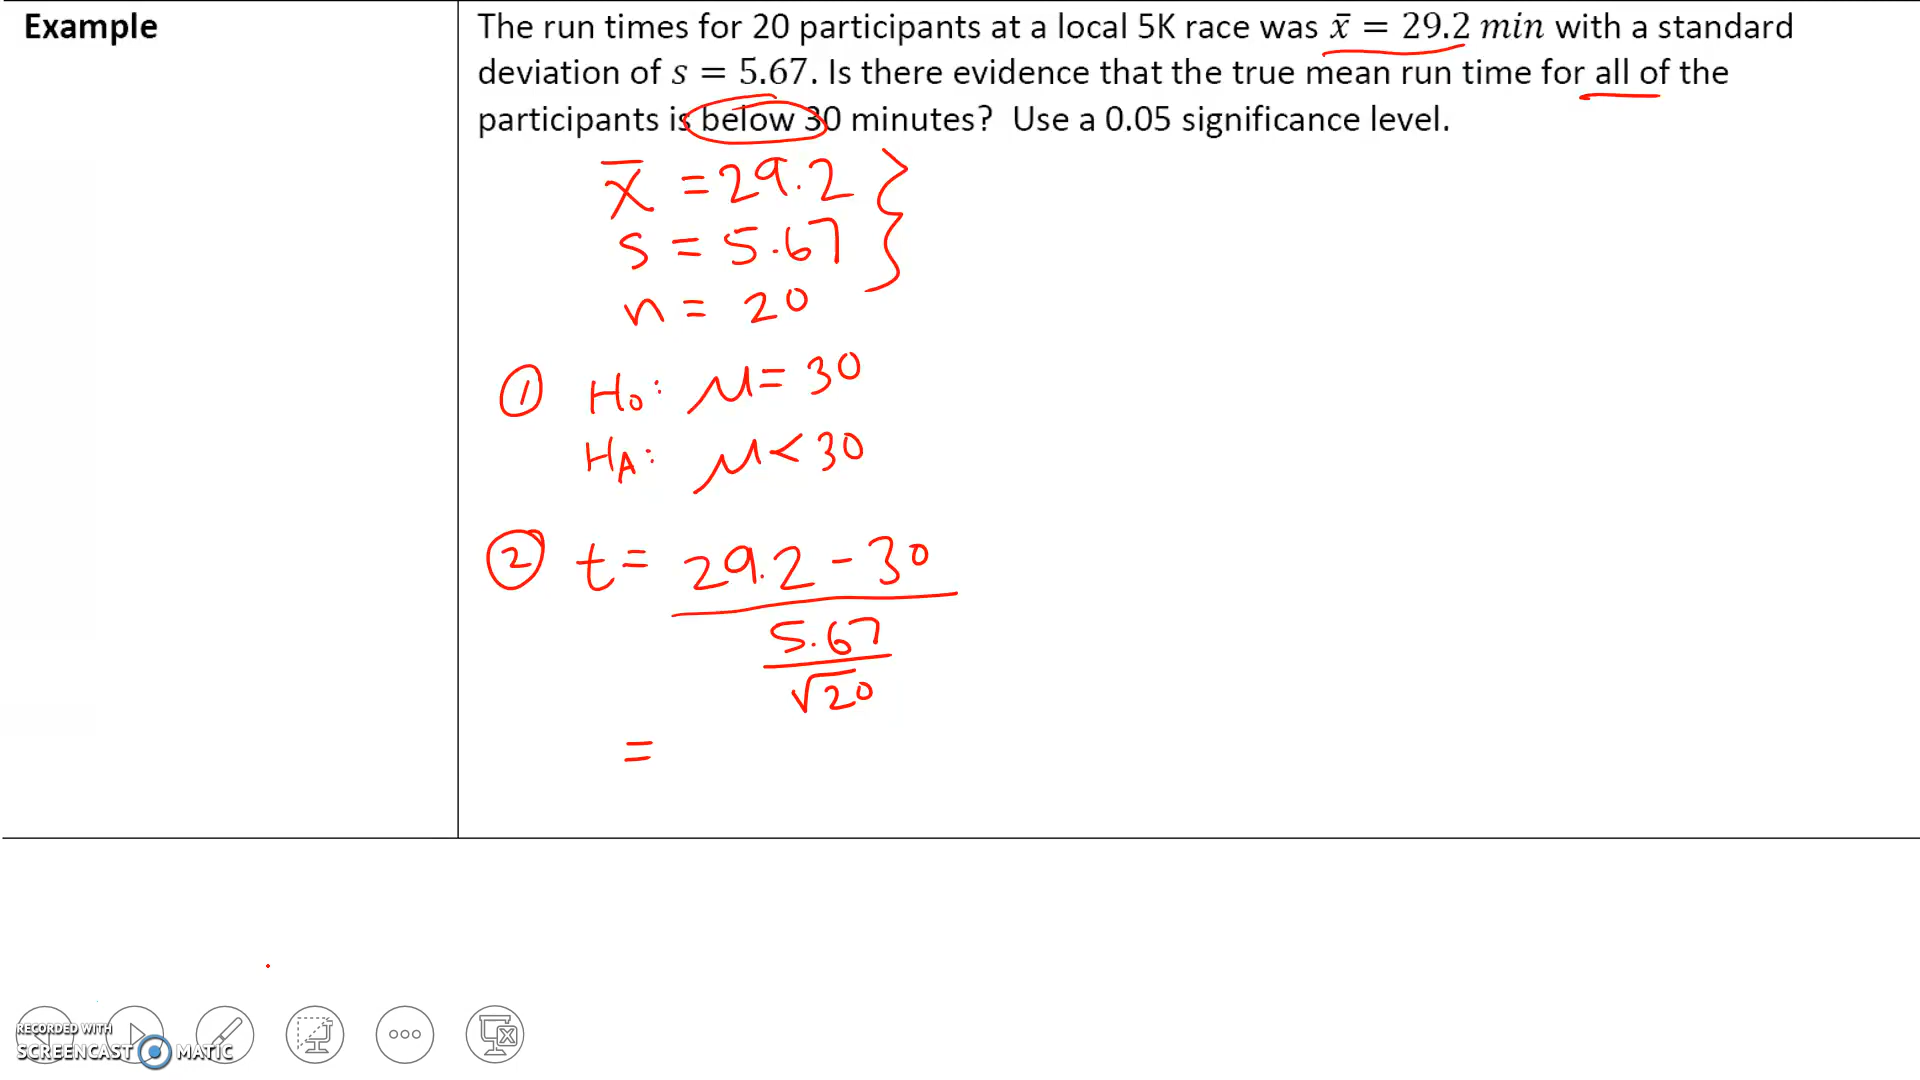 Example
The run times for 20 participants at a local 5K race was x̄ = 29.2 min with a standard
deviation of s = 5.67. Is there evidence that the true mean run time for all of the
participants is below 30 minutes? Use a 0.05 significance level.
x̄ = 29.2
s = 5.67
n = 20
① H₀: μ = 30
H_A: μ < 30
② t = 29.2 - 30
5.67
√20
=
RECORDED WITH
SCREENCAST MATIC